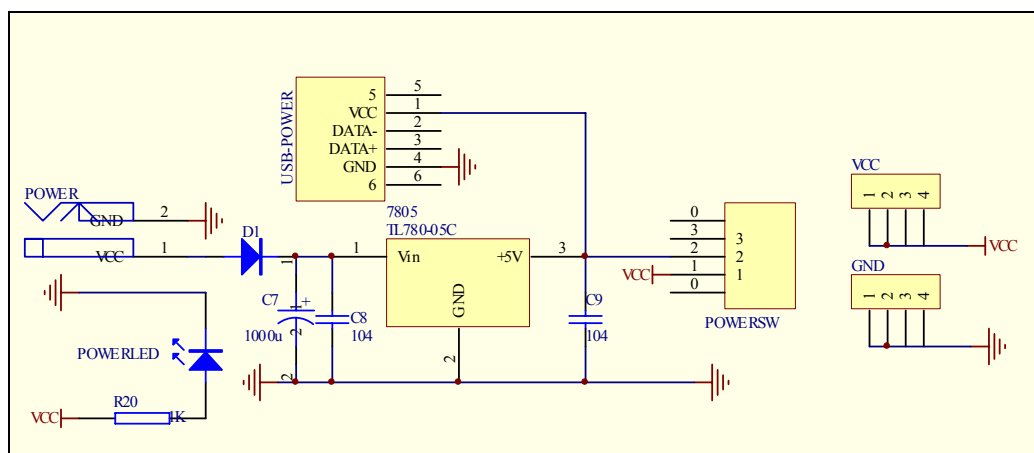 USB-POWER
5 5
VCC 1
DATA- 2
DATA+ 3
GND 4
6 6
POWER
GND 2
VCC 1
D1
7805
TL780-05C
1 Vin +5V 3
GND
2
1
C7 1 +
1000u 2
2
C8
104
C9
104
0
3 3
2 2
VCC 1 1
0
POWERSW
VCC
1 2 3 4
VCC
GND
1 2 3 4
POWERLED
R20
VCC 1K